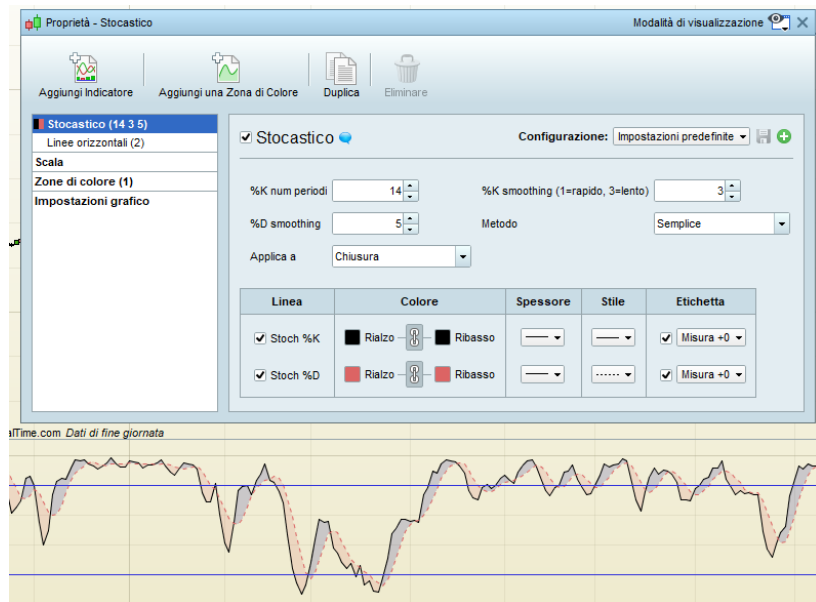 Proprietà - Stocastico
Modalità di visualizzazione
Aggiungi Indicatore
Aggiungi una Zona di Colore
Duplica
Eliminare
Stocastico (14 3 5)
Linee orizzontali (2)
Scala
Zone di colore (1)
Impostazioni grafico
Stocastico
Configurazione: Impostazioni predefinite
%K num periodi 14
%K smoothing (1=rapido, 3=lento) 3
%D smoothing 5
Metodo Semplice
Applica a Chiusura
Linea Colore Spessore Stile Etichetta
Stoch %K Rialzo Ribasso Misura +0
Stoch %D Rialzo Ribasso Misura +0
alTime.com Dati di fine giornata